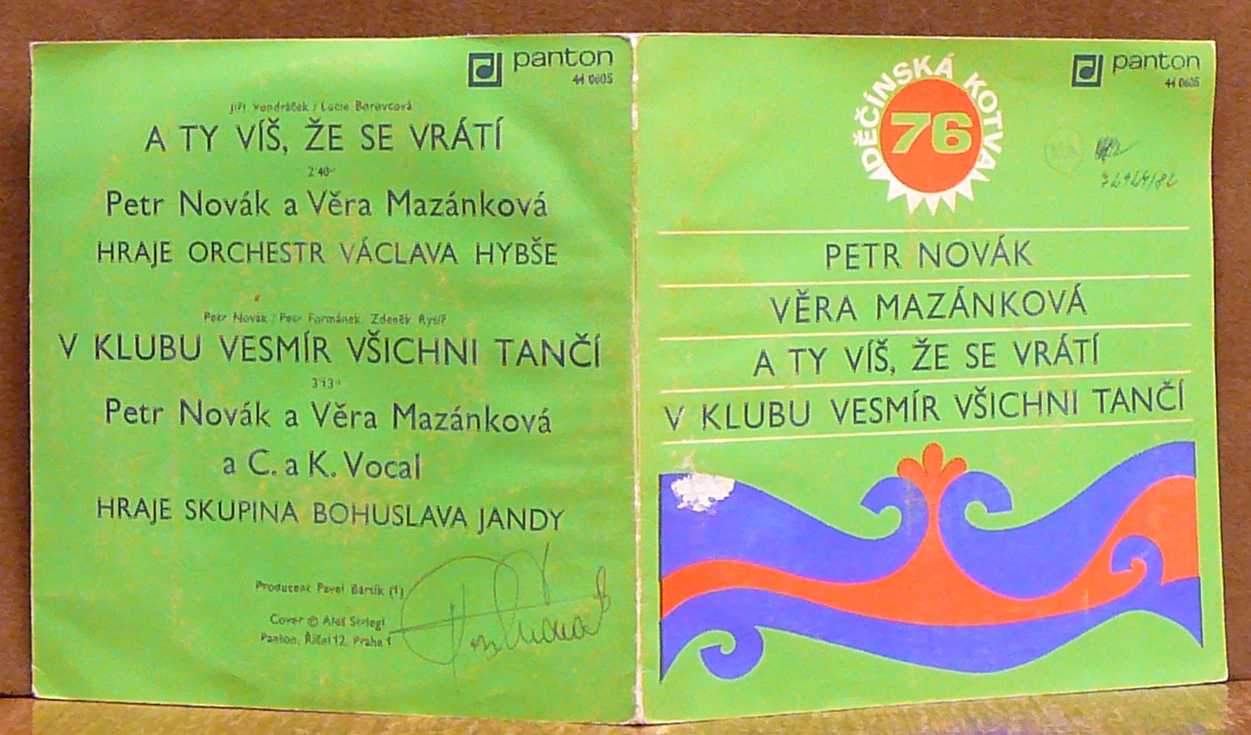 panton
44 0605
Jiří Vondráček / Lucie Borovcová
A TY VÍŠ, ŽE SE VRÁTÍ
2'40"
Petr Novák a Věra Mazánková
HRAJE ORCHESTR VÁCLAVA HYBŠE
Petr Novák / Petr Formánek Zdeněk Rytíř
V KLUBU VESMÍR VŠICHNI TANČÍ
3'13"
Petr Novák a Věra Mazánková
a C. a K. Vocal
HRAJE SKUPINA BOHUSLAVA JANDY
Producent Pavel Bártík (1)
Cover © Aleš Striegl
Panton, Říční 12, Praha 1
panton
44 0605
DĚČÍNSKÁ KOTVA
76
PETR NOVÁK
VĚRA MAZÁNKOVÁ
A TY VÍŠ, ŽE SE VRÁTÍ
V KLUBU VESMÍR VŠICHNI TANČÍ